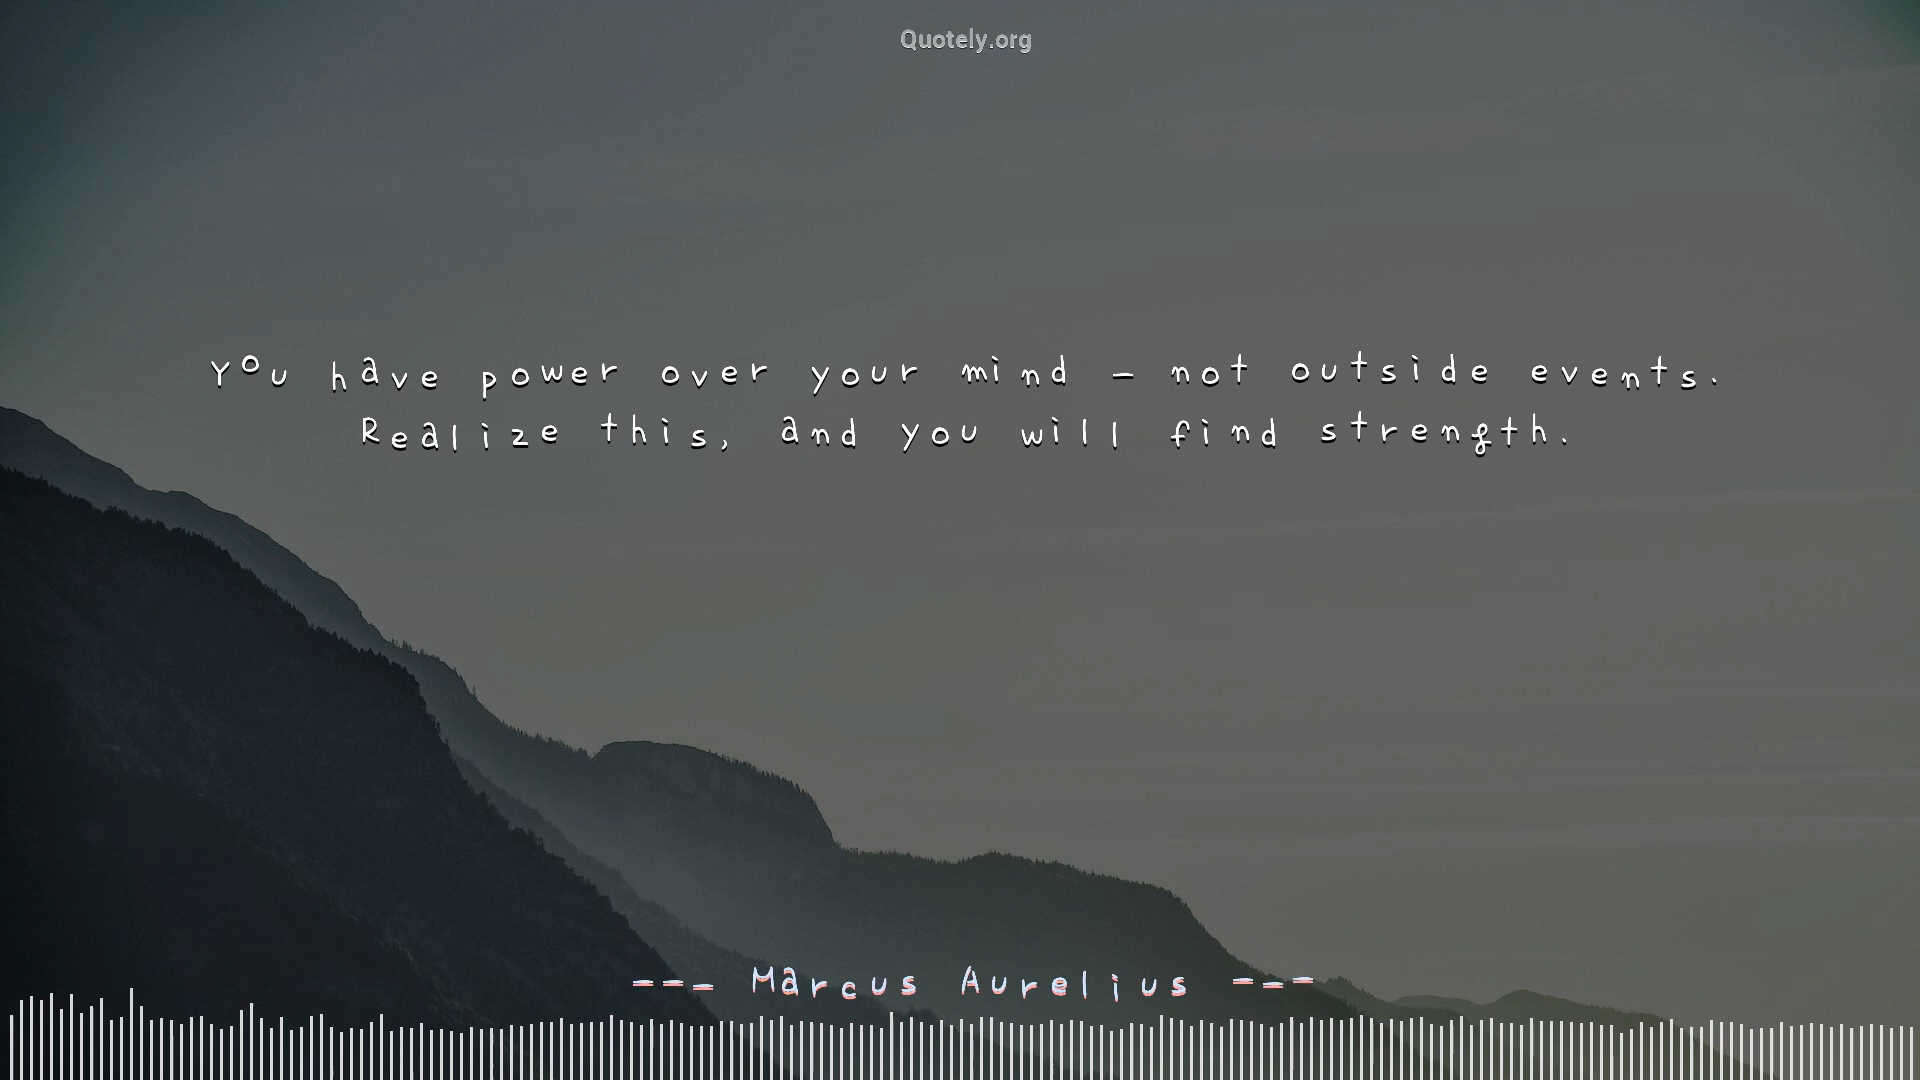 Quotely.org
You have power over your mind - not outside events.
Realize this, and you will find strength.
--- Marcus Aurelius ---